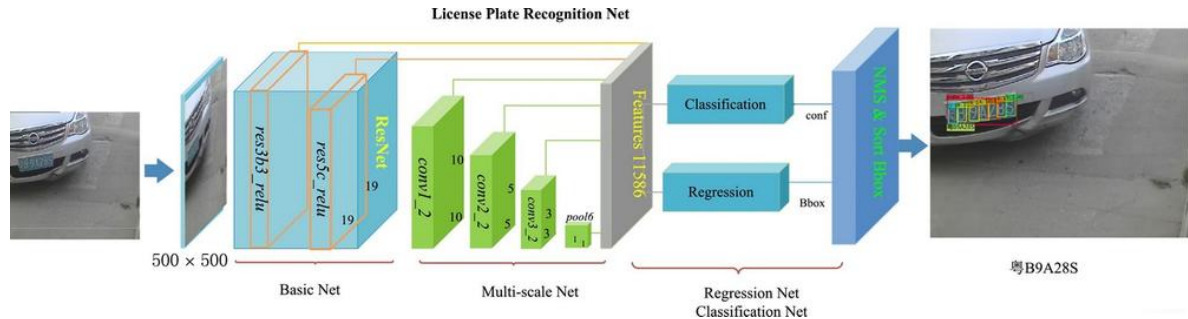 License Plate Recognition Net
500 × 500
res3b3_relu
res5c_relu
ResNet
19
19
Basic Net
conv1_2
10
10
conv2_2
5
5
conv3_2
3
3
pool6
1
1
Multi-scale Net
Features 11586
Classification
conf
Regression
Bbox
Regression Net
Classification Net
NMS & Sort Bbox
粤B9A28S